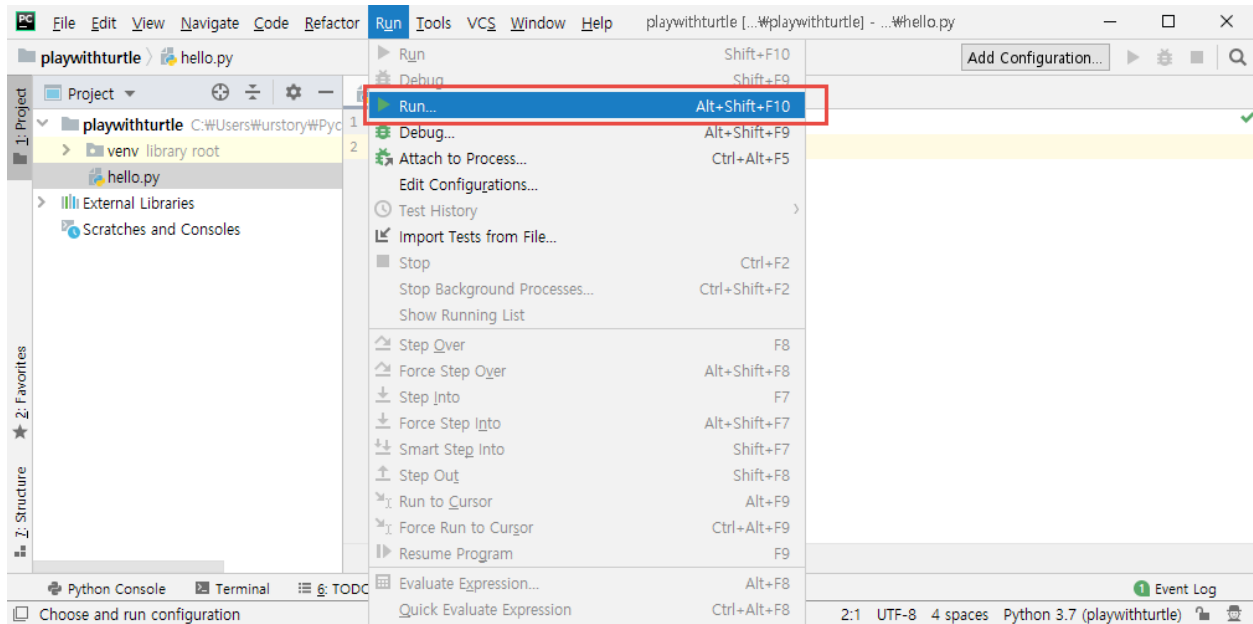 PC File Edit View Navigate Code Refactor Run Tools VCS Window Help playwithturtle [...₩playwithturtle] - ...₩hello.py
playwithturtle hello.py
Add Configuration...
1: Project
Project
playwithturtle C:₩Users₩urstory₩Pyc
venv library root
hello.py
External Libraries
Scratches and Consoles
2: Favorites
7: Structure
1
2
Run Shift+F10
Debug Shift+F9
Run... Alt+Shift+F10
Debug... Alt+Shift+F9
Attach to Process... Ctrl+Alt+F5
Edit Configurations...
Test History
Import Tests from File...
Stop Ctrl+F2
Stop Background Processes... Ctrl+Shift+F2
Show Running List
Step Over F8
Force Step Over Alt+Shift+F8
Step Into F7
Force Step Into Alt+Shift+F7
Smart Step Into Shift+F7
Step Out Shift+F8
Run to Cursor Alt+F9
Force Run to Cursor Ctrl+Alt+F9
Resume Program F9
Evaluate Expression... Alt+F8
Quick Evaluate Expression Ctrl+Alt+F8
Python Console Terminal 6: TODO 1 Event Log
Choose and run configuration 2:1 UTF-8 4 spaces Python 3.7 (playwithturtle)